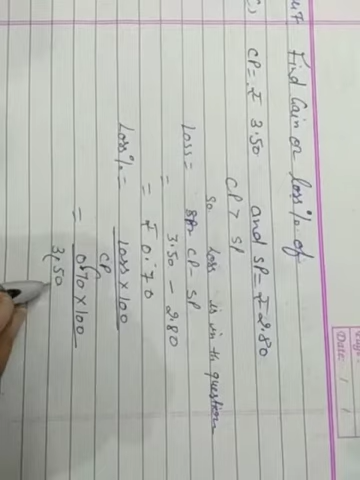 Find Gain or loss % of
c) CP = ₹ 3.50 and SP = ₹ 2.80
CP > SP
so loss is in the question
Loss = CP - SP
= 3.50 - 2.80
= ₹ 0.70
Loss % = loss × 100
CP
= 0.70 × 100
3.50
Date: / /